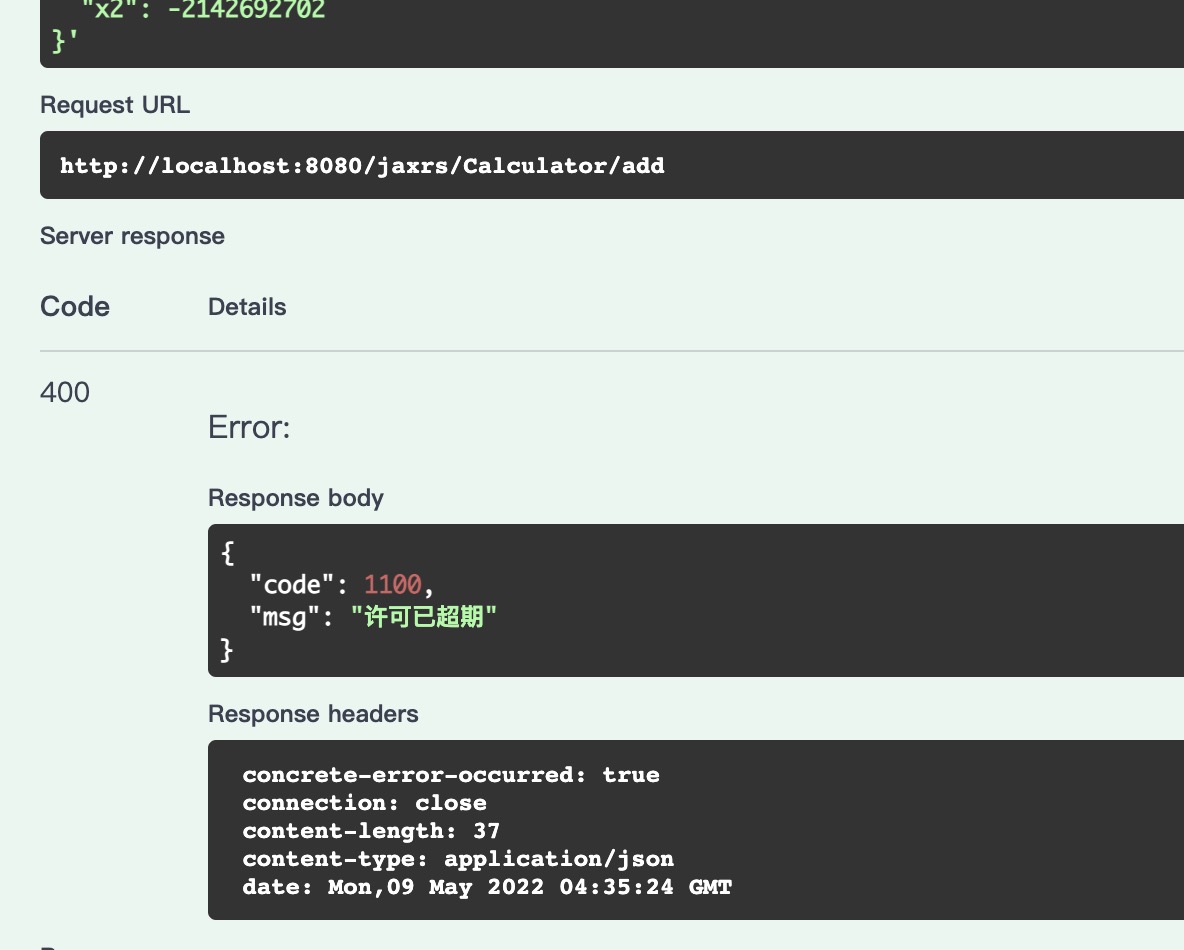 "x2": -2142692702
}'
Request URL
http://localhost:8080/jaxrs/Calculator/add
Server response
Code Details
400
Error:
Response body
{
"code": 1100,
"msg": "许可已超期"
}
Response headers
concrete-error-occurred: true
connection: close
content-length: 37
content-type: application/json
date: Mon,09 May 2022 04:35:24 GMT